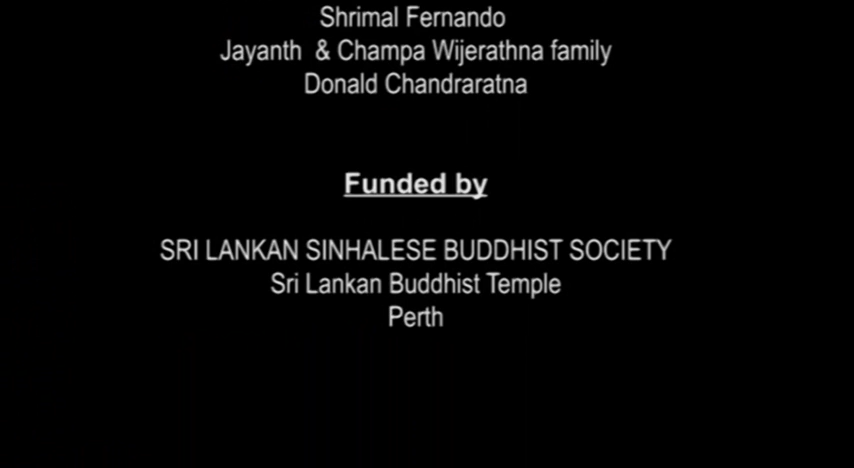 Shrimal Fernando
Jayanth & Champa Wijerathna family
Donald Chandraratna
Funded by
SRI LANKAN SINHALESE BUDDHIST SOCIETY
Sri Lankan Buddhist Temple
Perth